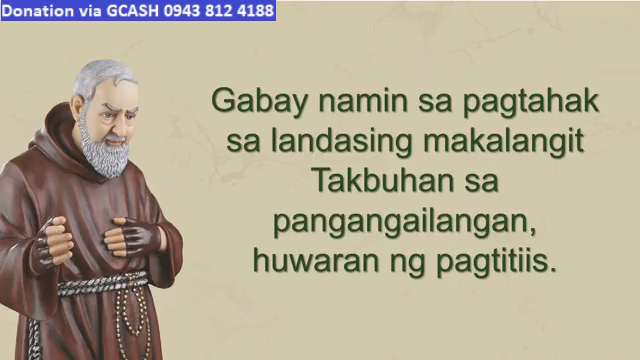 Donation via GCASH 0943 812 4188
Gabay namin sa pagtahak
sa landasing makalangit
Takbuhan sa
pangangailangan,
huwaran ng pagtitiis.